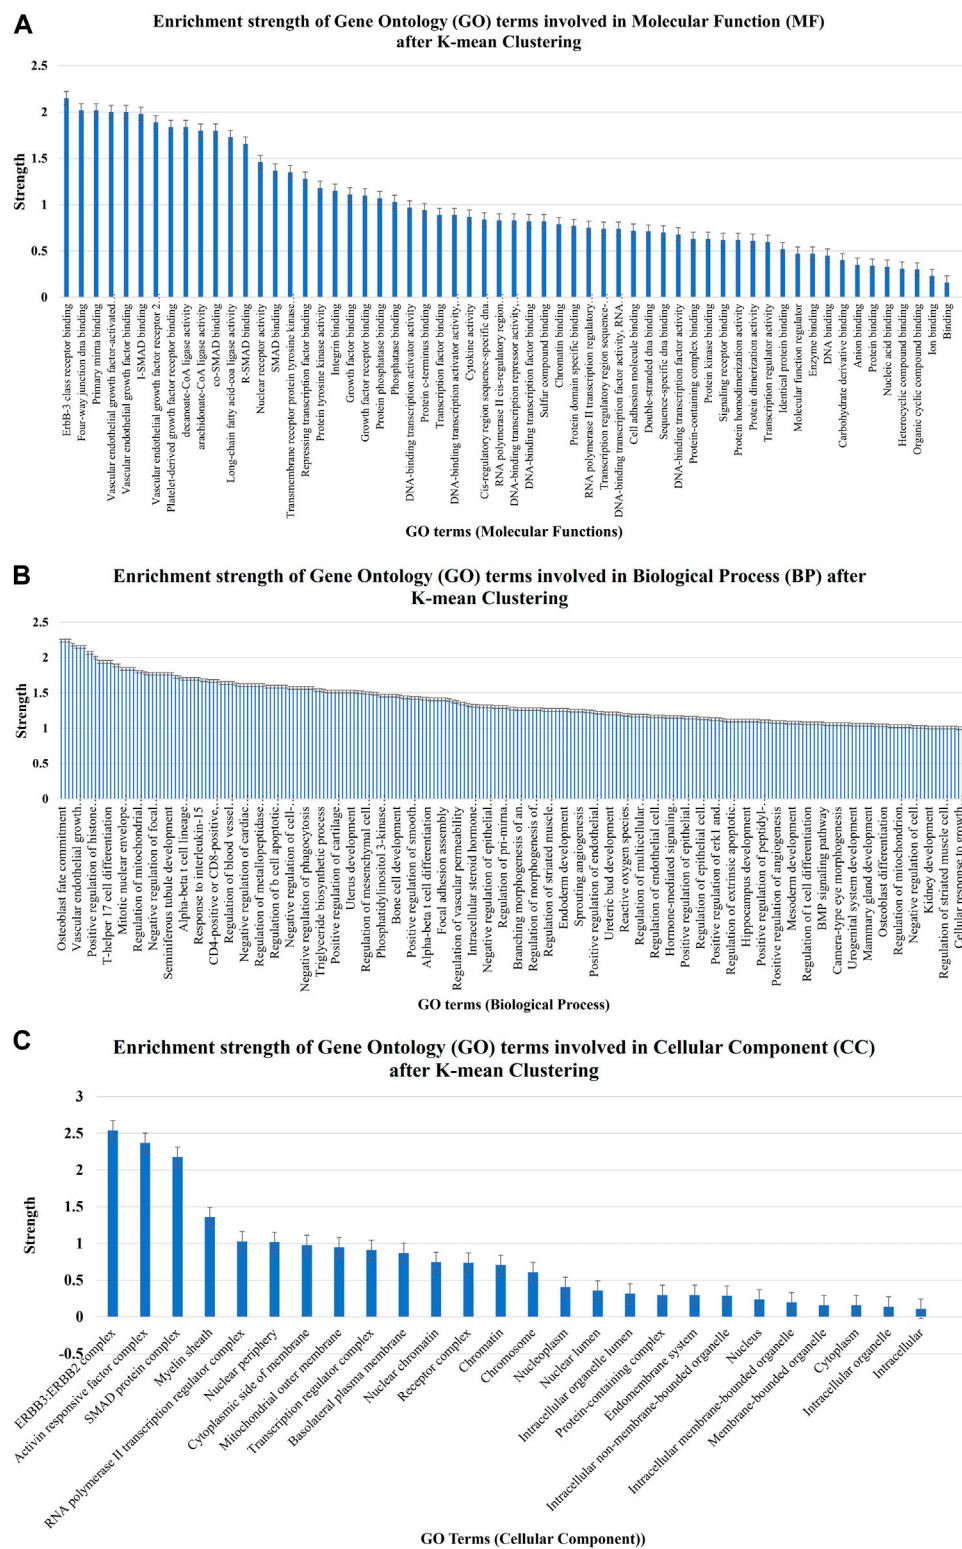 A
Enrichment strength of Gene Ontology (GO) terms involved in Molecular Function (MF)
after K-mean Clustering
2.5
2
1.5
1
0.5
0
Strength
ErbB-3 class receptor binding
Four-way junction dna binding
Primary mirna binding
Vascular endothelial growth factor-activated…
Vascular endothelial growth factor binding
I-SMAD binding
Vascular endothelial growth factor receptor 2…
Platelet-derived growth factor receptor binding
decanoate-CoA ligase activity
arachidonate-CoA ligase activity
co-SMAD binding
Long-chain fatty acid-coa ligase activity
R-SMAD binding
Nuclear receptor activity
SMAD binding
Transmembrane receptor protein tyrosine kinase…
Repressing transcription factor binding
Protein tyrosine kinase activity
Integrin binding
Growth factor binding
Growth factor receptor binding
Protein phosphatase binding
Phosphatase binding
DNA-binding transcription activator activity
Protein c-terminus binding
Transcription factor binding
DNA-binding transcription activator activity…
Cytokine activity
Cis-regulatory region sequence-specific dna…
RNA polymerase II cis-regulatory region…
DNA-binding transcription repressor activity…
DNA-binding transcription factor binding
Sulfur compound binding
Chromatin binding
Protein domain specific binding
RNA polymerase II transcription regulatory…
Transcription regulatory region sequence-…
DNA-binding transcription factor activity, RNA…
Cell adhesion molecule binding
Double-stranded dna binding
Sequence-specific dna binding
DNA-binding transcription factor activity
Protein-containing complex binding
Protein kinase binding
Signaling receptor binding
Protein homodimerization activity
Protein dimerization activity
Transcription regulator activity
Identical protein binding
Molecular function regulator
Enzyme binding
DNA binding
Carbohydrate derivative binding
Anion binding
Protein binding
Nucleic acid binding
Heterocyclic compound binding
Organic cyclic compound binding
Ion binding
Binding
GO terms (Molecular Functions)
B
Enrichment strength of Gene Ontology (GO) terms involved in Biological Process (BP) after
K-mean Clustering
2.5
2
1.5
1
0.5
0
Strength
Osteoblast fate commitment
Vascular endothelial growth…
Positive regulation of histone…
T-helper 17 cell differentiation
Mitotic nuclear envelope…
Regulation of mitochondrial…
Negative regulation of focal…
Seminiferous tubule development
Alpha-beta t cell lineage…
Response to interleukin-15
CD4-positive or CD8-positive,…
Regulation of blood vessel…
Negative regulation of cardiac…
Regulation of metallopeptidase…
Regulation of b cell apoptotic…
Negative regulation of cell-…
Negative regulation of phagocytosis
Triglyceride biosynthetic process
Positive regulation of cartilage…
Uterus development
Regulation of mesenchymal cell…
Phosphatidylinositol 3-kinase…
Bone cell development
Positive regulation of smooth…
Alpha-beta t cell differentiation
Focal adhesion assembly
Regulation of vascular permeability
Intracellular steroid hormone…
Negative regulation of epithelial…
Regulation of pri-mirna…
Branching morphogenesis of an…
Regulation of morphogenesis of…
Regulation of striated muscle…
Endoderm development
Sprouting angiogenesis
Positive regulation of endothelial…
Ureteric bud development
Reactive oxygen species…
Regulation of multicellular…
Regulation of endothelial cell…
Hormone-mediated signaling…
Positive regulation of epithelial…
Regulation of epithelial cell…
Positive regulation of erk1 and…
Regulation of extrinsic apoptotic…
Hippocampus development
Positive regulation of peptidyl-…
Positive regulation of angiogenesis
Mesoderm development
Regulation of t cell differentiation
BMP signaling pathway
Camera-type eye morphogenesis
Urogenital system development
Mammary gland development
Osteoblast differentiation
Regulation of mitochondrion…
Negative regulation of cell…
Kidney development
Regulation of striated muscle cell…
Cellular response to growth…
GO terms (Biological Process)
C
Enrichment strength of Gene Ontology (GO) terms involved in Cellular Component (CC)
after K-mean Clustering
3
2.5
2
1.5
1
0.5
0
-0.5
Strength
ERBB3:ERBB2 complex
Activin responsive factor complex
SMAD protein complex
Myelin sheath
RNA polymerase II transcription regulator complex
Nuclear periphery
Cytoplasmic side of membrane
Mitochondrial outer membrane
Transcription regulator complex
Basolateral plasma membrane
Nuclear chromatin
Receptor complex
Chromatin
Chromosome
Nucleoplasm
Nuclear lumen
Intracellular organelle lumen
Protein-containing complex
Endomembrane system
Intracellular non-membrane-bounded organelle
Nucleus
Intracellular membrane-bounded organelle
Membrane-bounded organelle
Cytoplasm
Intracellular organelle
Intracellular
GO Terms (Cellular Component))